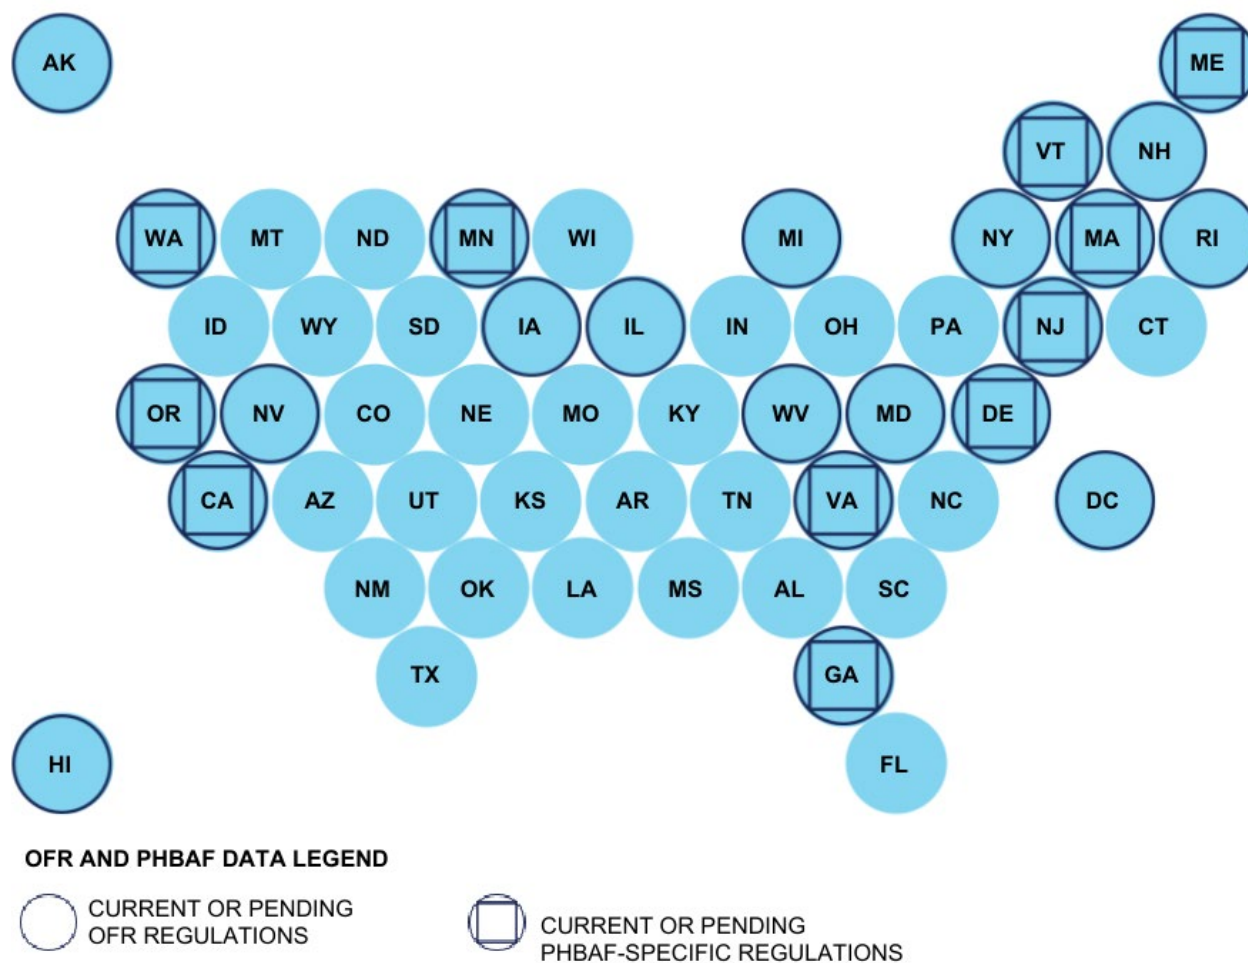 AK
ME
VT NH
WA MT ND MN WI MI NY MA RI
ID WY SD IA IL IN OH PA NJ CT
OR NV CO NE MO KY WV MD DE
CA AZ UT KS AR TN VA NC DC
NM OK LA MS AL SC
TX GA
HI FL
OFR AND PHBAF DATA LEGEND
CURRENT OR PENDING
OFR REGULATIONS
CURRENT OR PENDING
PHBAF-SPECIFIC REGULATIONS